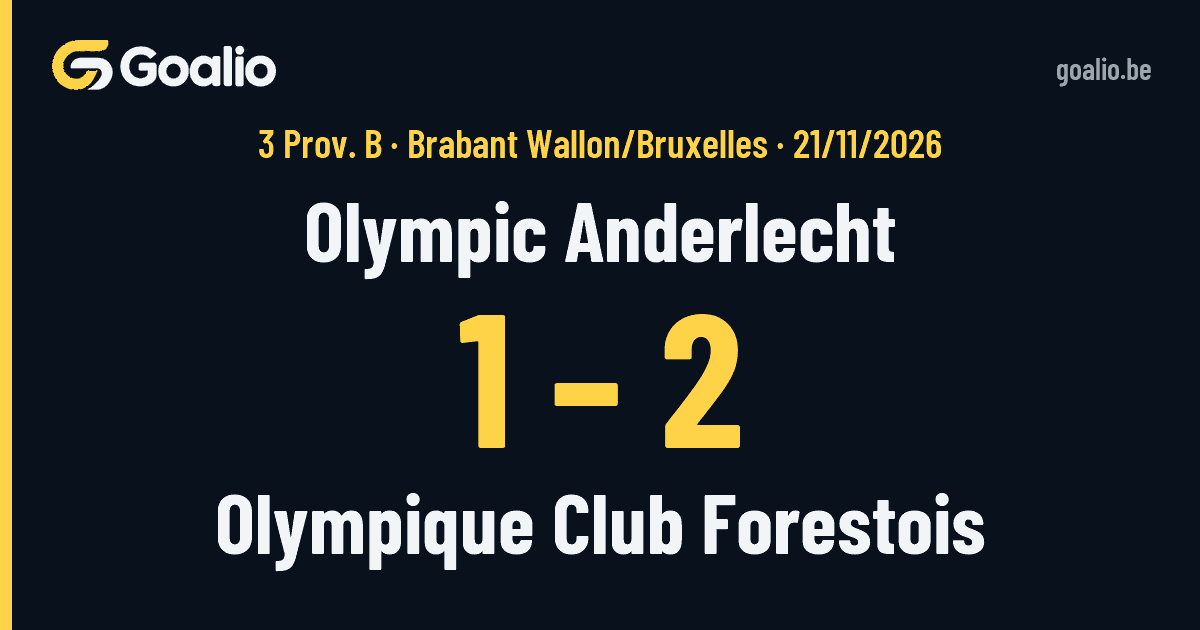 Goalio
goalio.be
3 Prov. B · Brabant Wallon/Bruxelles · 21/11/2026
Olympic Anderlecht
1 – 2
Olympique Club Forestois